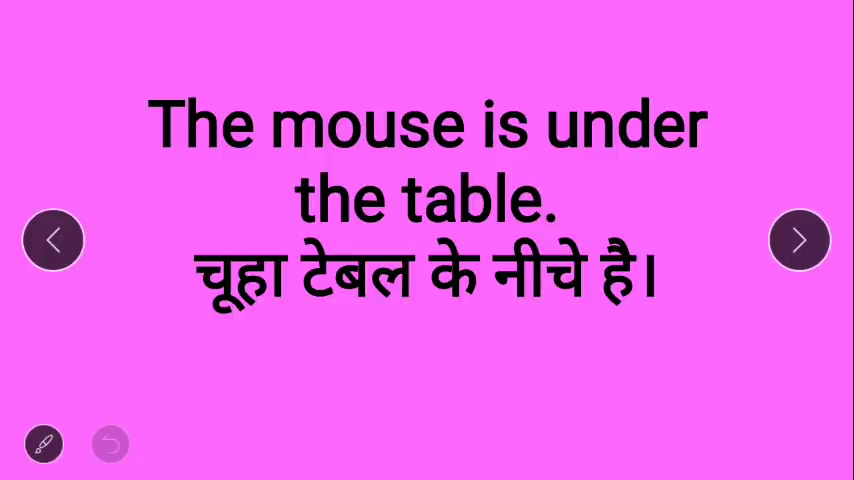 The mouse is under
the table.
चूहा टेबल के नीचे है।